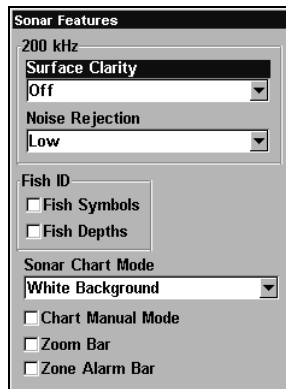 Sonar Features
200 kHz
Surface Clarity
Off
Noise Rejection
Low
Fish ID
Fish Symbols
Fish Depths
Sonar Chart Mode
White Background
Chart Manual Mode
Zoom Bar
Zone Alarm Bar